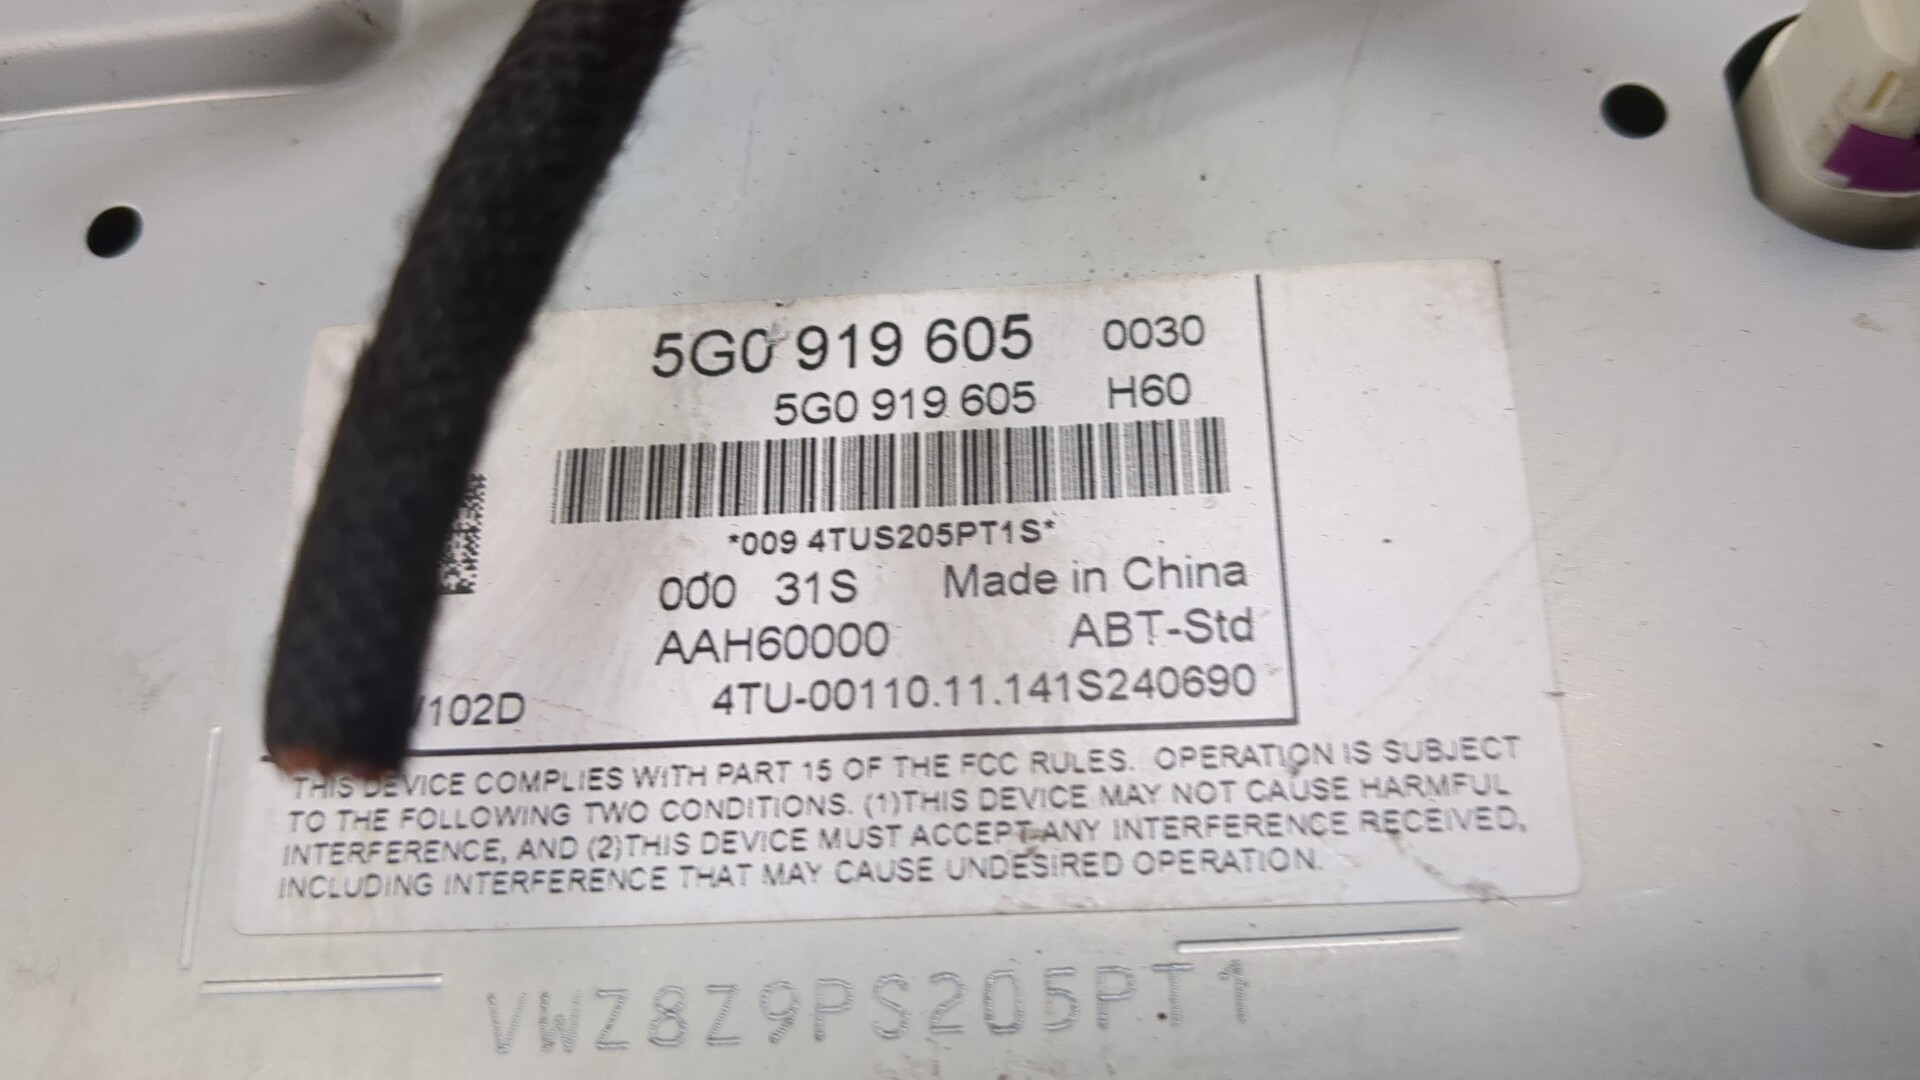 5G0 919 605 0030
5G0 919 605 H60
*009 4TUS205PT1S*
000 31S Made in China
AAH60000 ABT-Std
102D 4TU-00110.11.141S240690
THIS DEVICE COMPLIES WITH PART 15 OF THE FCC RULES. OPERATION IS SUBJECT
TO THE FOLLOWING TWO CONDITIONS. (1)THIS DEVICE MAY NOT CAUSE HARMFUL
INTERFERENCE, AND (2)THIS DEVICE MUST ACCEPT ANY INTERFERENCE RECEIVED,
INCLUDING INTERFERENCE THAT MAY CAUSE UNDESIRED OPERATION.
VWZ8Z9PS205PT1